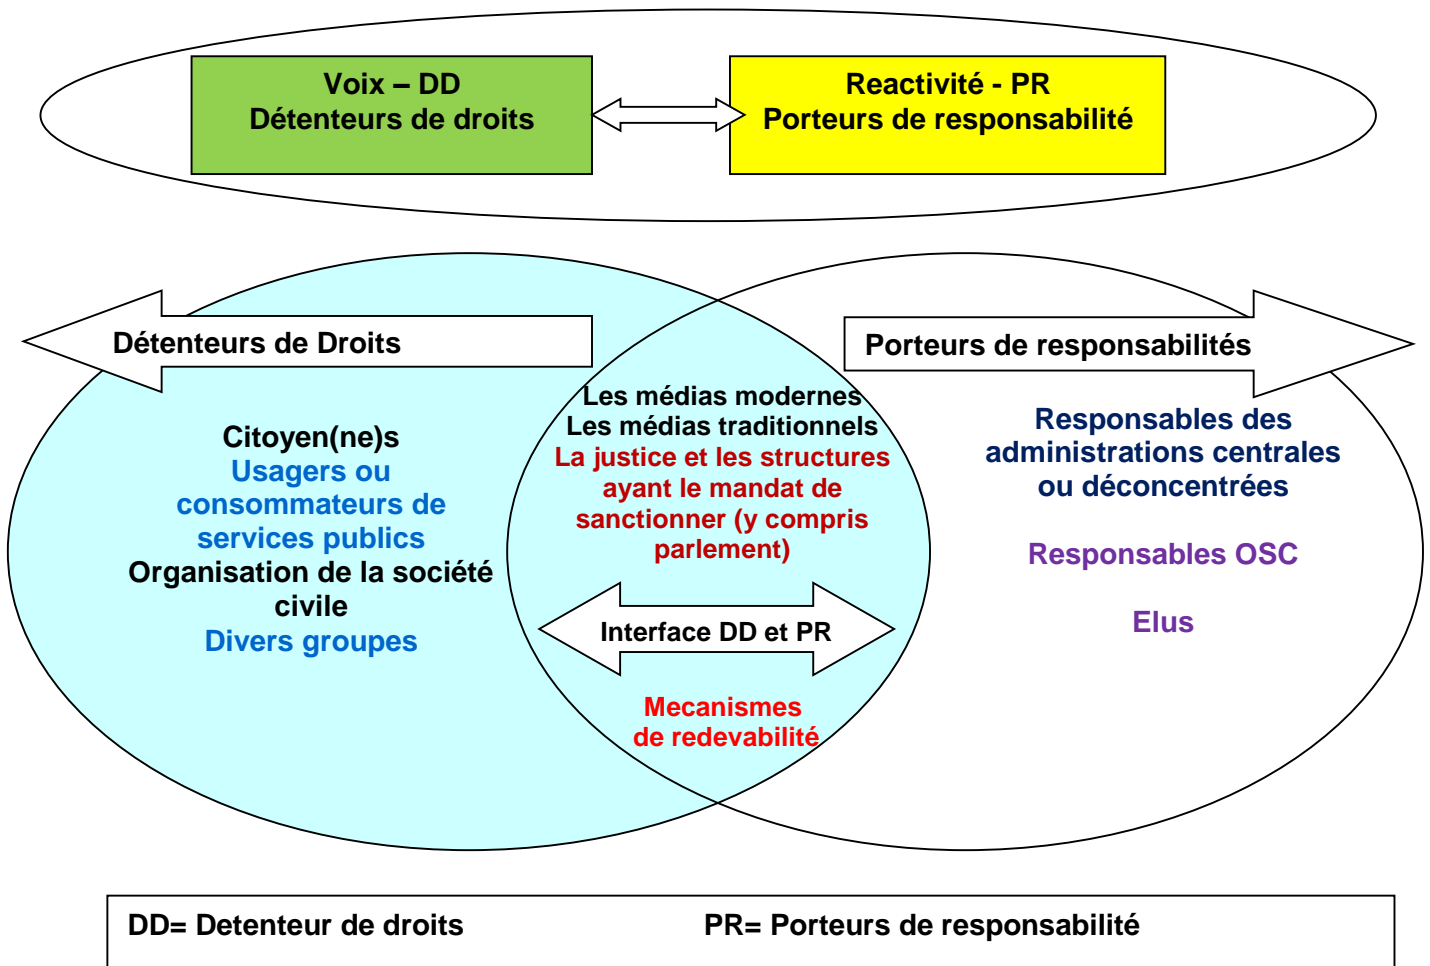 Voix – DD
Détenteurs de droits
Reactivité - PR
Porteurs de responsabilité
Détenteurs de Droits
Porteurs de responsabilités
Citoyen(ne)s
Usagers ou
consommateurs de
services publics
Organisation de la société
civile
Divers groupes
Les médias modernes
Les médias traditionnels
La justice et les structures
ayant le mandat de
sanctionner (y compris
parlement)
Interface DD et PR
Mecanismes
de redevabilité
Responsables des
administrations centrales
ou déconcentrées
Responsables OSC
Elus
DD= Detenteur de droits
PR= Porteurs de responsabilité